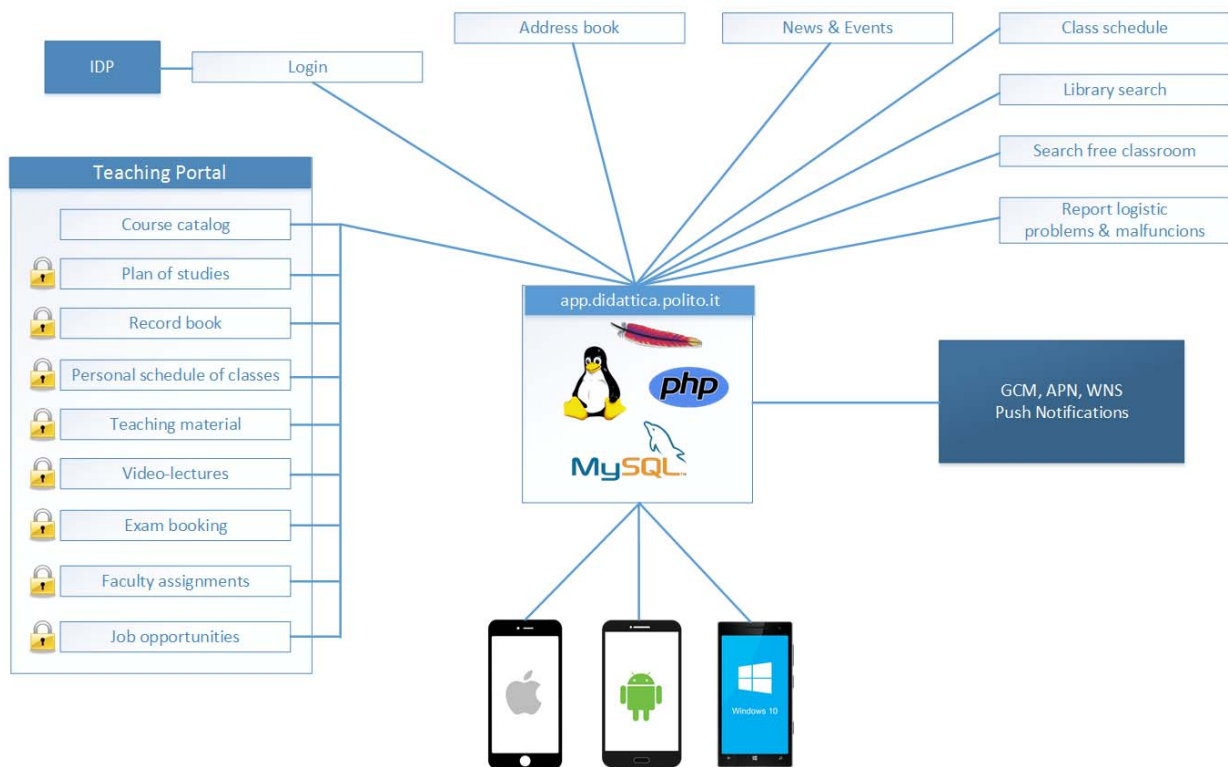 Address book
News & Events
Class schedule
IDP
Login
Library search
Search free classroom
Report logistic
problems & malfuncions
Teaching Portal
Course catalog
Plan of studies
Record book
Personal schedule of classes
Teaching material
Video-lectures
Exam booking
Faculty assignments
Job opportunities
app.didattica.polito.it
php
MySQL™
GCM, APN, WNS
Push Notifications
Windows 10